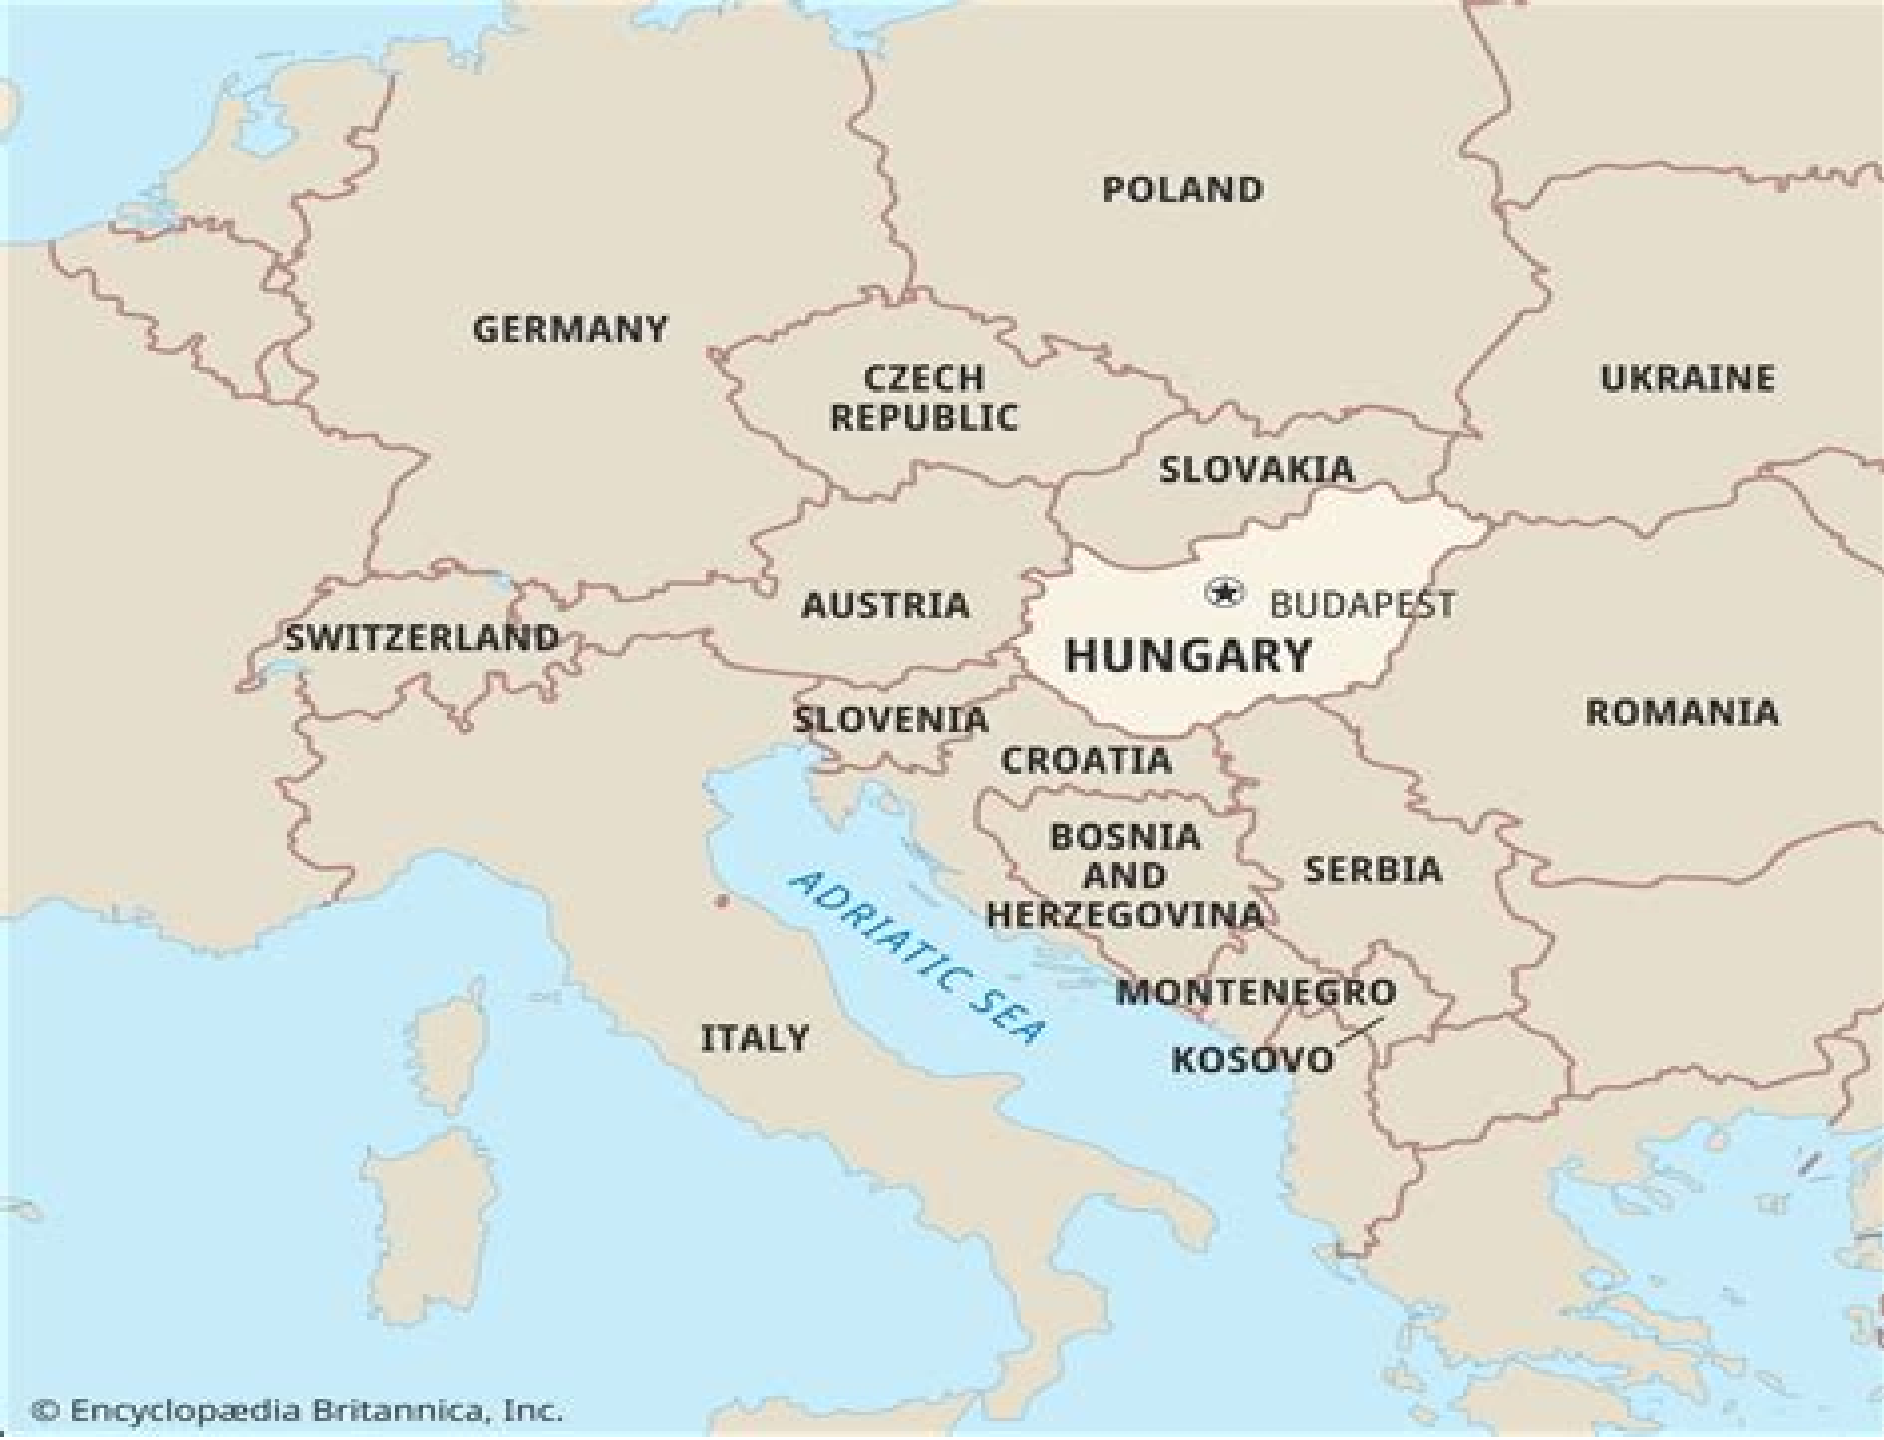 POLAND
GERMANY
CZECH
REPUBLIC
UKRAINE
SLOVAKIA
AUSTRIA
BUDAPEST
SWITZERLAND
HUNGARY
SLOVENIA
ROMANIA
CROATIA
BOSNIA
AND
HERZEGOVINA
SERBIA
ADRIATIC SEA
MONTENEGRO
ITALY
KOSOVO
© Encyclopædia Britannica, Inc.